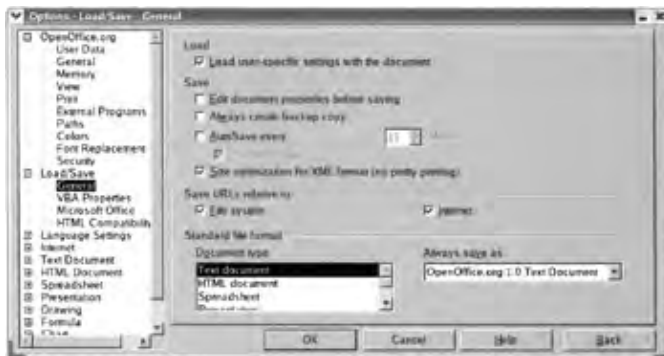 Options - Load/Save - General
OpenOffice.org
User Data
General
Memory
View
Print
External Programs
Paths
Colors
Font Replacement
Security
Load/Save
General
VBA Properties
Microsoft Office
HTML Compatibility
Language Settings
Internet
Text Document
HTML Document
Spreadsheet
Presentation
Drawing
Formula
Chart
Load
Load user-specific settings with the document
Save
Edit document properties before saving
Always create backup copy
AutoSave every
15
Size optimization for XML format (no pretty printing)
Save URLs relative to
File system
Internet
Standard file format
Document type
Always save as
Text document
HTML document
Spreadsheet
OpenOffice.org 1.0 Text Document
OK
Cancel
Help
Back